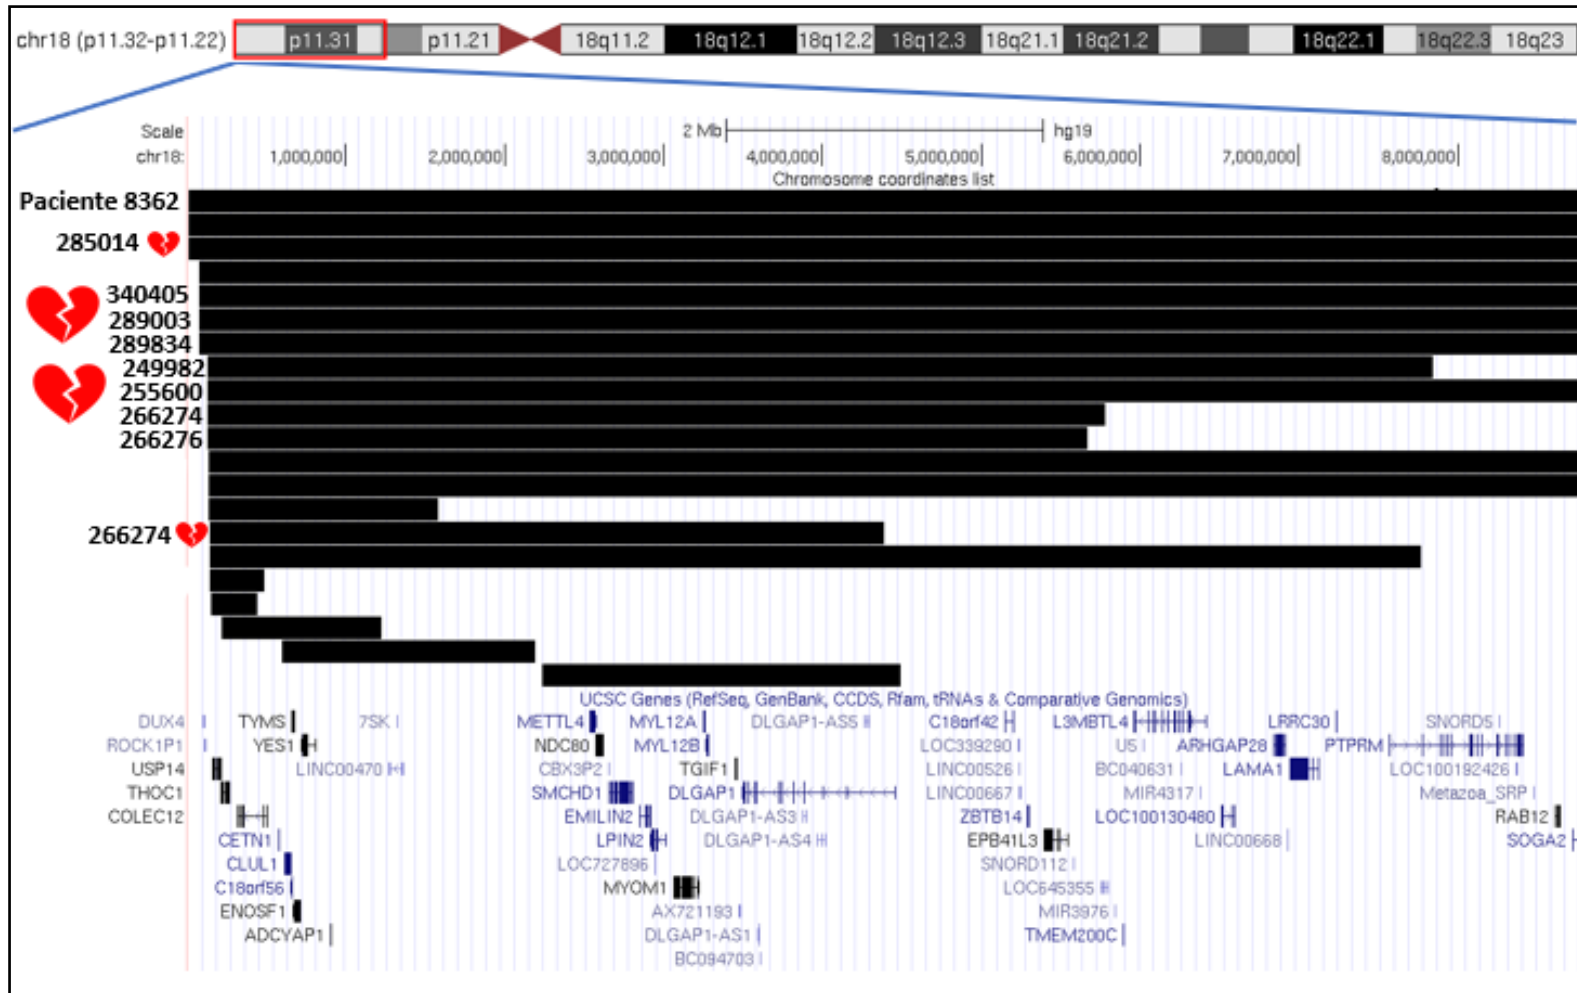 chr18 (p11.32-p11.22) p11.31 p11.21 18q11.2 18q12.1 18q12.2 18q12.3 18q21.1 18q21.2 18q22.1 18q22.3 18q23
Scale 2 Mb hg19
chr18: 1,000,000 2,000,000 3,000,000 4,000,000 5,000,000 6,000,000 7,000,000 8,000,000
Chromosome coordinates list
Paciente 8362
285014
340405
289003
289834
249982
255600
266274
266276
266274
UCSC Genes (RefSeq, GenBank, CCDS, Rfam, tRNAs & Comparative Genomics)
DUX4 TYMS 7SK METTL4 MYL12A DLGAP1-AS5 C18orf42 L3MBTL4 LRRC30 SNORD5
ROCK1P1 YES1 NDC80 MYL12B LOC339290 U5 ARHGAP28 PTPRM
USP14 LINC00470 CBX3P2 TGIF1 LINC00526 BC040631 LAMA1 LOC100192426
THOC1 SMCHD1 DLGAP1 LINC00667 MIR4317 Metazoa_SRP
COLEC12 EMILIN2 DLGAP1-AS3 ZBTB14 LOC100130480 RAB12
CETN1 LPIN2 DLGAP1-AS4 EPB41L3 LINC00668 SOGA2
CLUL1 LOC727896 SNORD112
C18orf56 MYOM1 LOC645355
ENOSF1 AX721193 MIR3976
ADCYAP1 DLGAP1-AS1 TMEM200C
BC094703